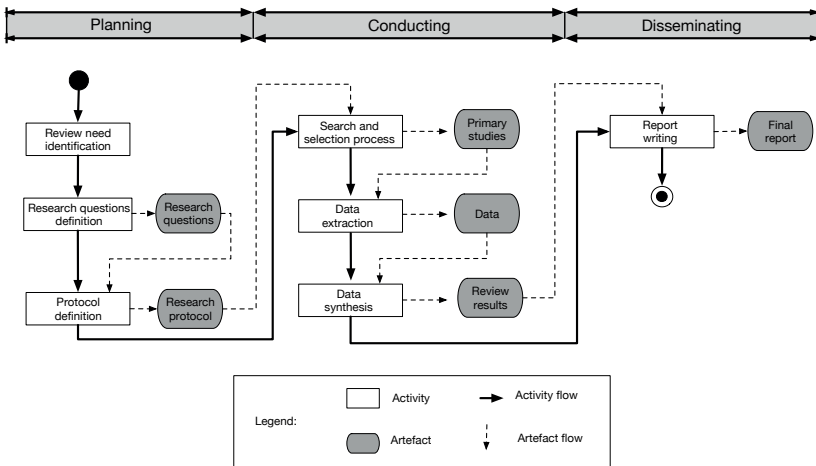 Planning
Conducting
Disseminating
Review need
identification
Research questions
definition
Research
questions
Protocol
definition
Research
protocol
Search and
selection process
Primary
studies
Data
extraction
Data
Data
synthesis
Review
results
Report
writing
Final
report
Legend:
Activity
Activity flow
Artefact
Artefact flow